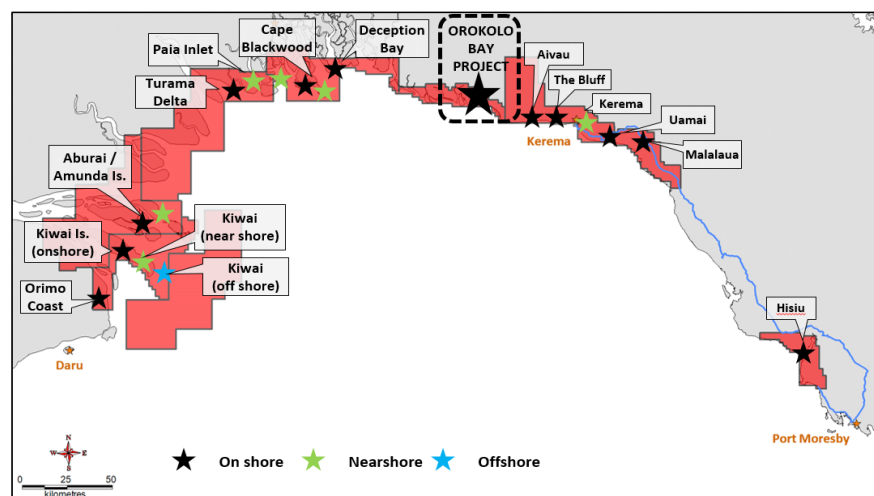 Cape
Blackwood
Deception
Bay
Paia Inlet
Turama
Delta
OROKOLO
BAY
PROJECT
Aivau
The Bluff
Kerema
Uamai
Malalaua
Kerema
Aburai /
Amunda Is.
Kiwai Is.
(onshore)
Kiwai
(near shore)
Kiwai
(off shore)
Orimo
Coast
Hisiu
Daru
Port Moresby
N
W
E
S
On shore
Nearshore
Offshore
0 25 50
kilometres